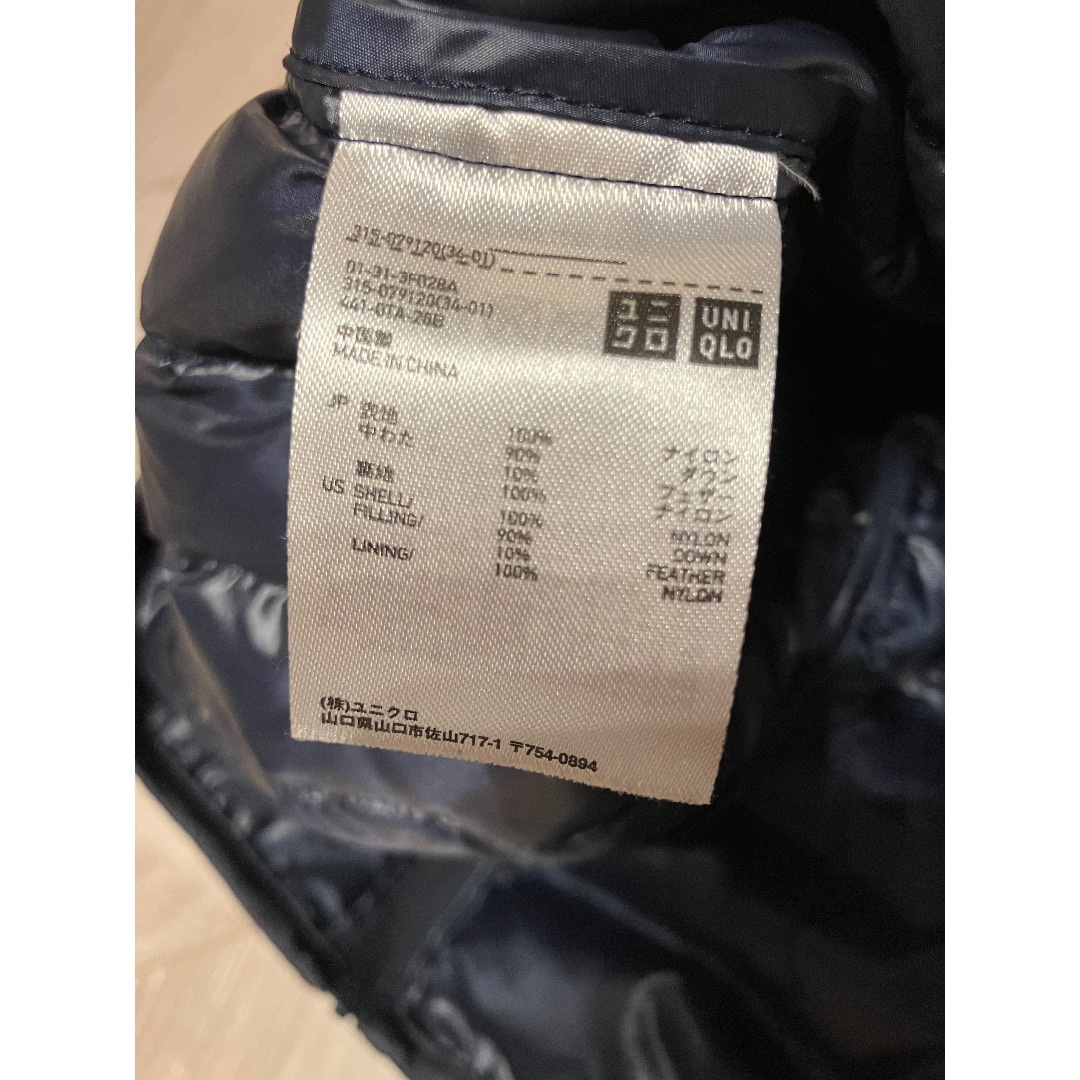 315-079120(34-01)
01-31-3F028A
315-079120(34-01)
441-0TA-28B
中国製
MADE IN CHINA
ユニ
クロ
UNI
QLO
JP 表地 100% ナイロン
中わた 90% ダウン
10% フェザー
裏地 100% ナイロン
US SHELL/ 100% NYLON
FILLING/ 90% DOWN
10% FEATHER
LINING/ 100% NYLON
(株)ユニクロ
山口県山口市佐山717-1 〒754-0894